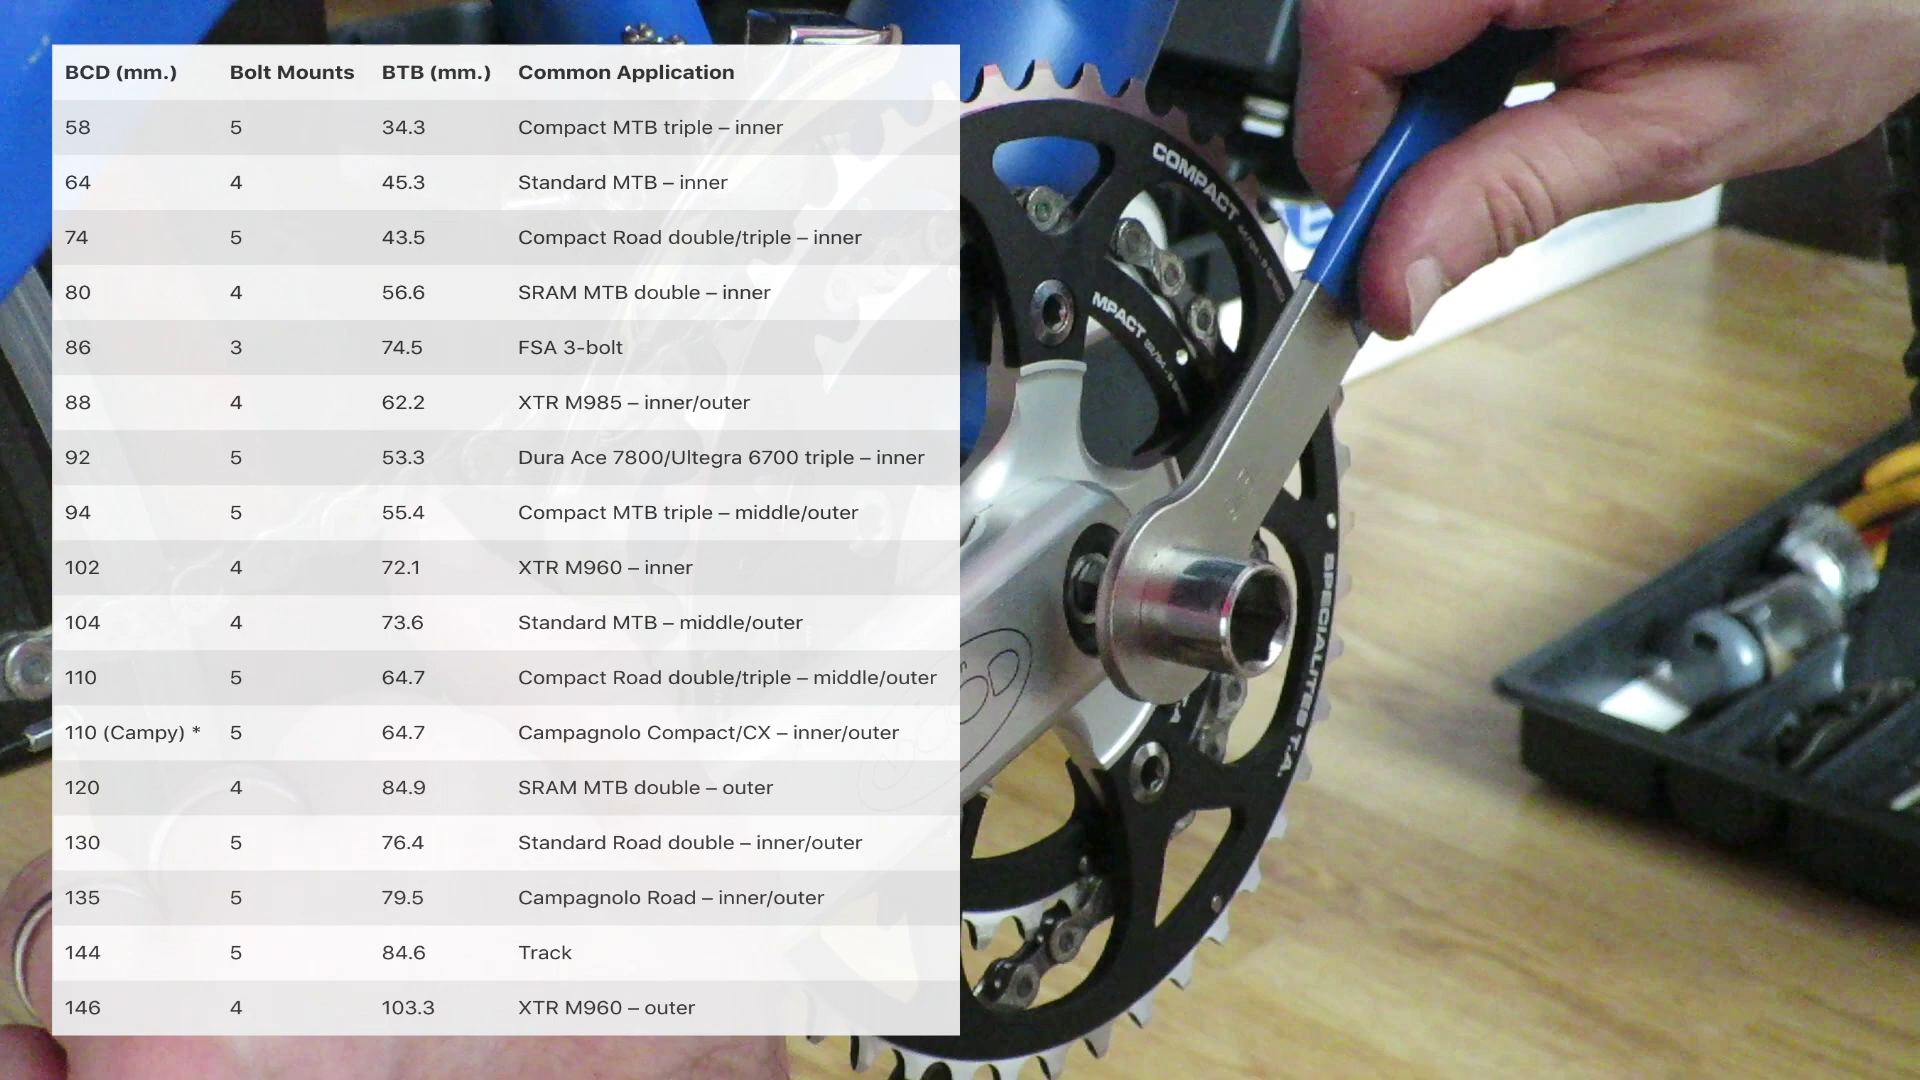 BCD (mm.) Bolt Mounts BTB (mm.) Common Application
58 5 34.3 Compact MTB triple – inner
64 4 45.3 Standard MTB – inner
74 5 43.5 Compact Road double/triple – inner
80 4 56.6 SRAM MTB double – inner
86 3 74.5 FSA 3-bolt
88 4 62.2 XTR M985 – inner/outer
92 5 53.3 Dura Ace 7800/Ultegra 6700 triple – inner
94 5 55.4 Compact MTB triple – middle/outer
102 4 72.1 XTR M960 – inner
104 4 73.6 Standard MTB – middle/outer
110 5 64.7 Compact Road double/triple – middle/outer
110 (Campy) * 5 64.7 Campagnolo Compact/CX – inner/outer
120 4 84.9 SRAM MTB double – outer
130 5 76.4 Standard Road double – inner/outer
135 5 79.5 Campagnolo Road – inner/outer
144 5 84.6 Track
146 4 103.3 XTR M960 – outer
COMPACT
MPACT
SPECIALITES T.A.